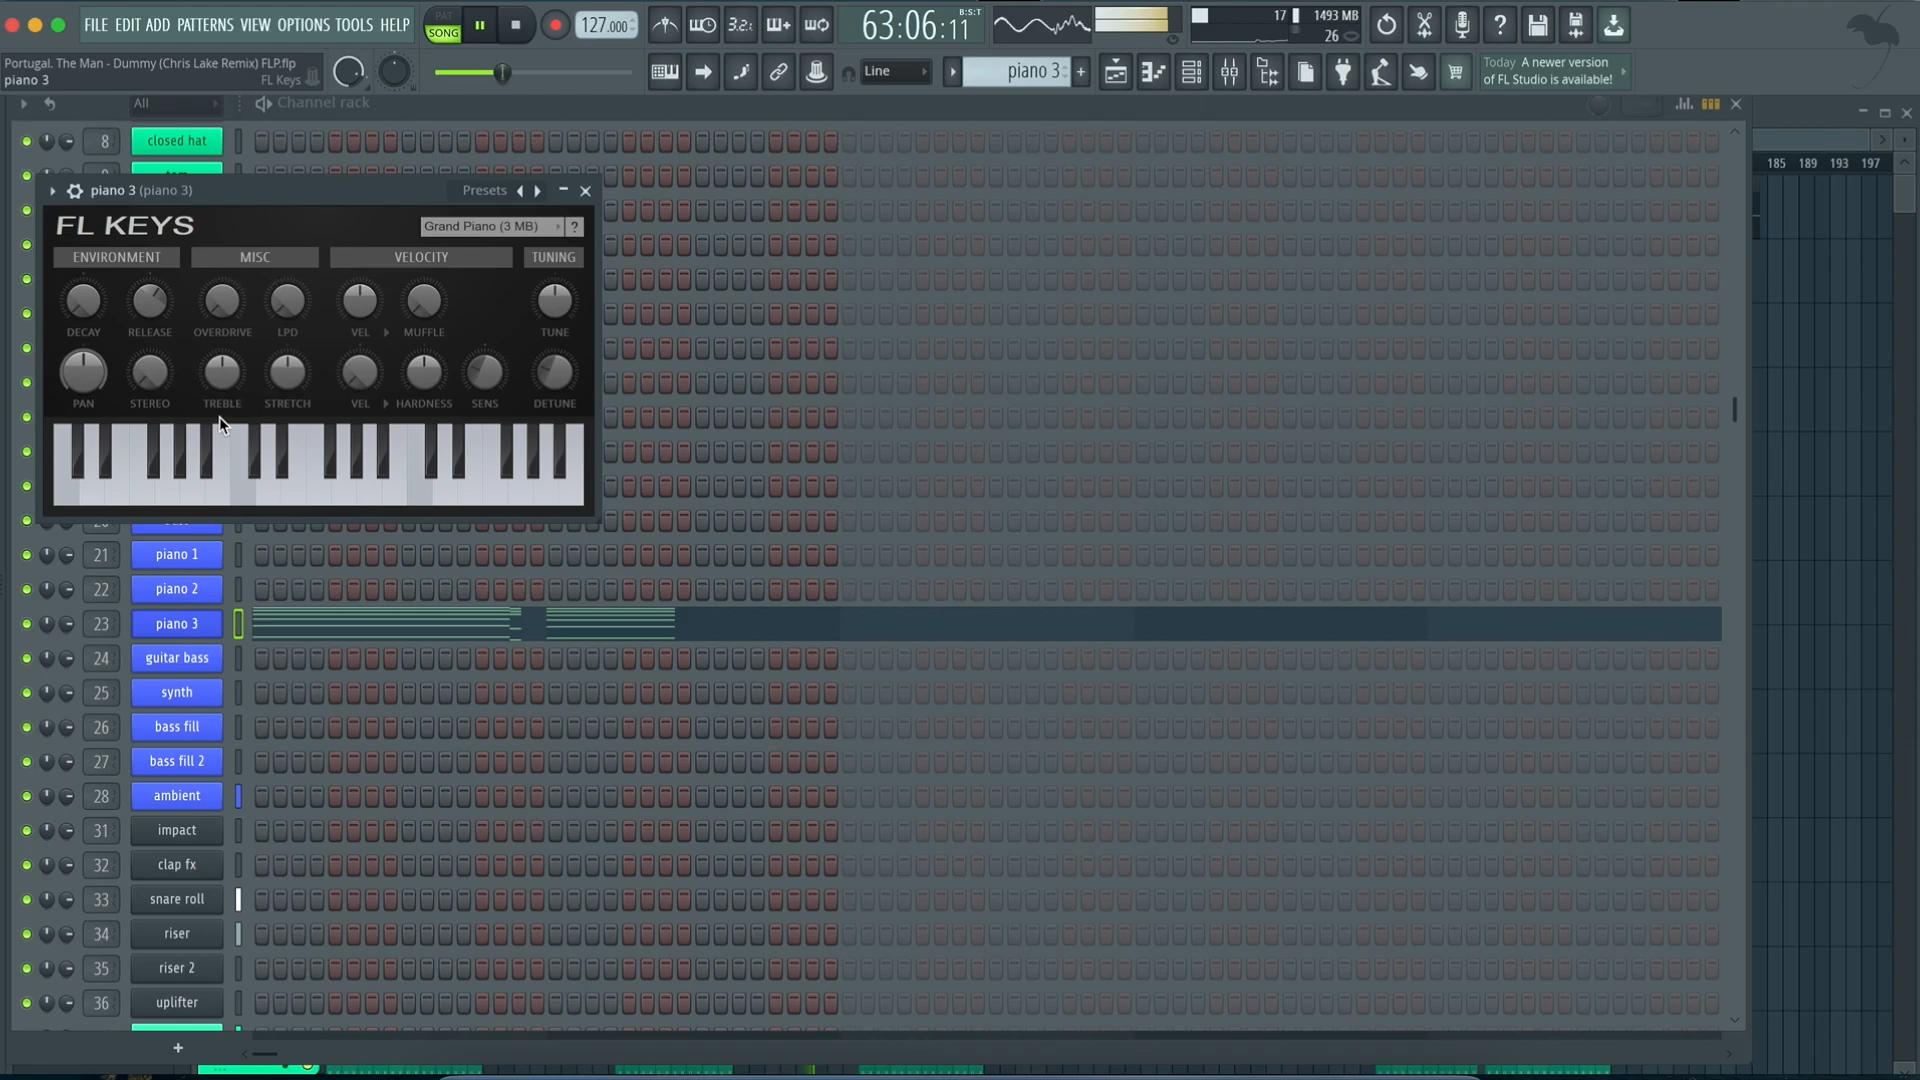 FILE EDIT ADD PATTERNS VIEW OPTIONS TOOLS HELP
PAT
SONG
127.000
3.2.
63:06:11
B:S:T
17
1493 MB
26
Portugal. The Man - Dummy (Chris Lake Remix) FLP.flp
piano 3
FL Keys
Line
piano 3
Today A newer version
of FL Studio is available!
All
Channel rack
185 189 193 197
8 closed hat
piano 3 (piano 3)
Presets
FL KEYS
Grand Piano (3 MB)
?
ENVIRONMENT MISC VELOCITY TUNING
DECAY RELEASE OVERDRIVE LPD VEL MUFFLE TUNE
PAN STEREO TREBLE STRETCH VEL HARDNESS SENS DETUNE
21 piano 1
22 piano 2
23 piano 3
24 guitar bass
25 synth
26 bass fill
27 bass fill 2
28 ambient
31 impact
32 clap fx
33 snare roll
34 riser
35 riser 2
36 uplifter